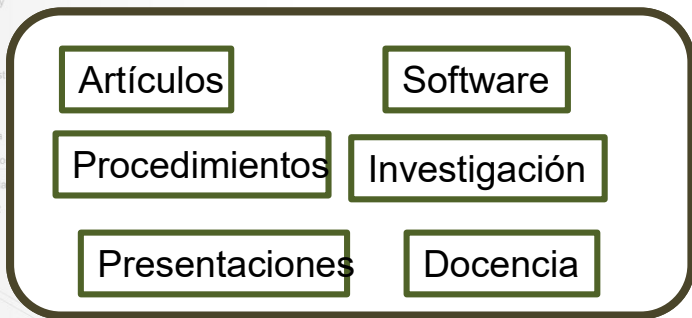 Artículos
Software
Procedimientos
Investigación
Presentaciones
Docencia